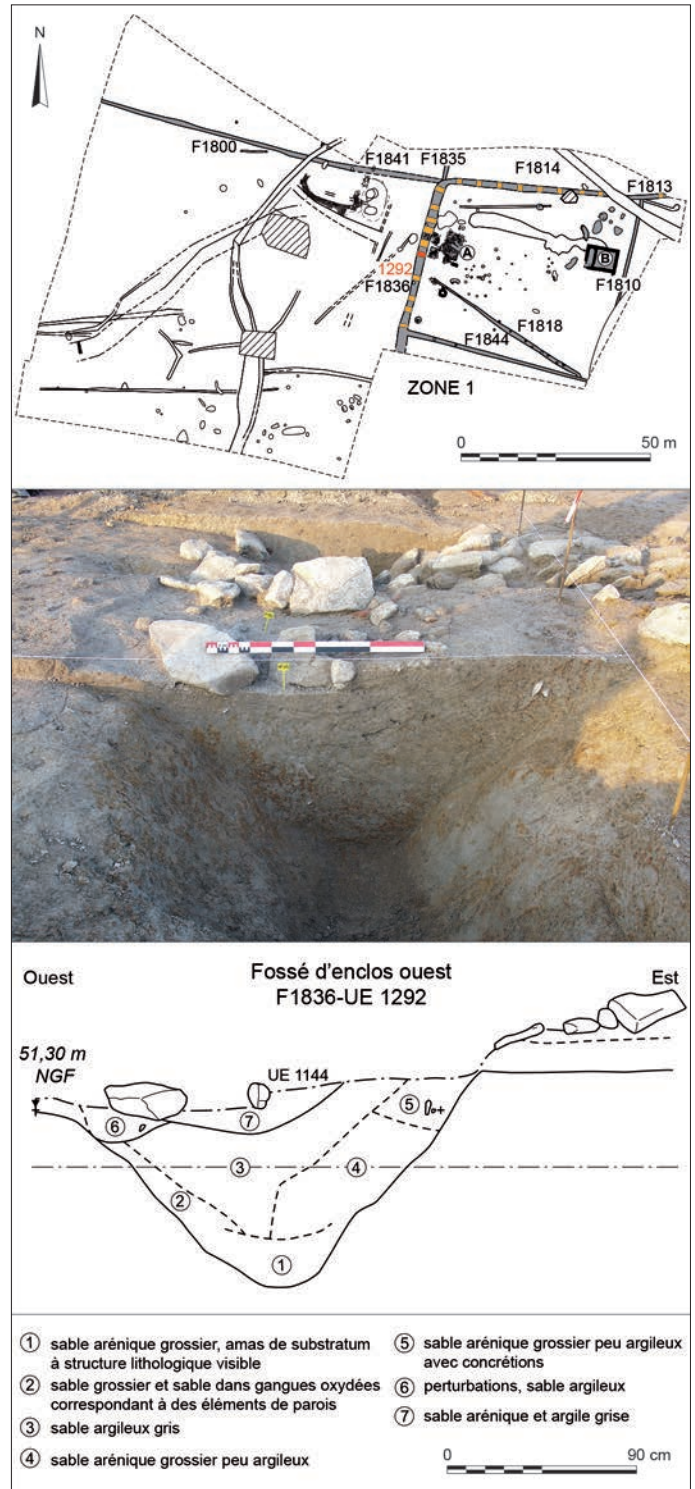 N
F1800
F1841
F1835
F1814
F1813
A
B
1292
F1836
F1810
F1818
F1844
ZONE 1
0 50 m
Ouest
Fossé d'enclos ouest
F1836-UE 1292
Est
51,30 m
NGF
UE 1144
5
6
7
3
4
2
1
1 sable arénique grossier, amas de substratum
à structure lithologique visible
2 sable grossier et sable dans gangues oxydées
correspondant à des éléments de parois
3 sable argileux gris
4 sable arénique grossier peu argileux
5 sable arénique grossier peu argileux
avec concrétions
6 perturbations, sable argileux
7 sable arénique et argile grise
0 90 cm